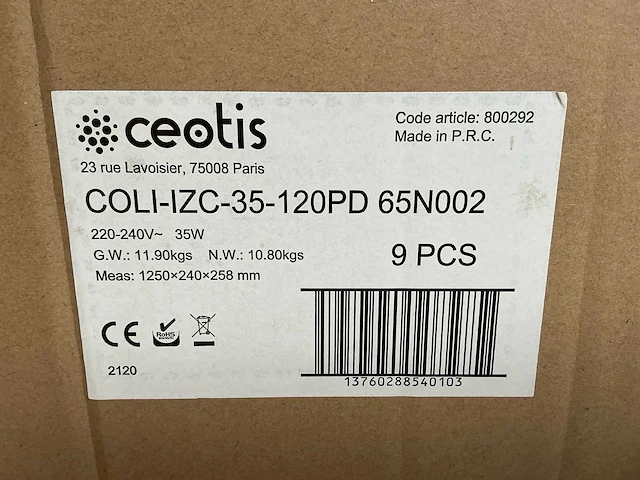 ceotis
Code article: 800292
Made in P.R.C.
23 rue Lavoisier, 75008 Paris
COLI-IZC-35-120PD 65N002
220-240V~ 35W
G.W.: 11.90kgs N.W.: 10.80kgs
9 PCS
Meas: 1250×240×258 mm
CE
RoHS
2120
13760288540103